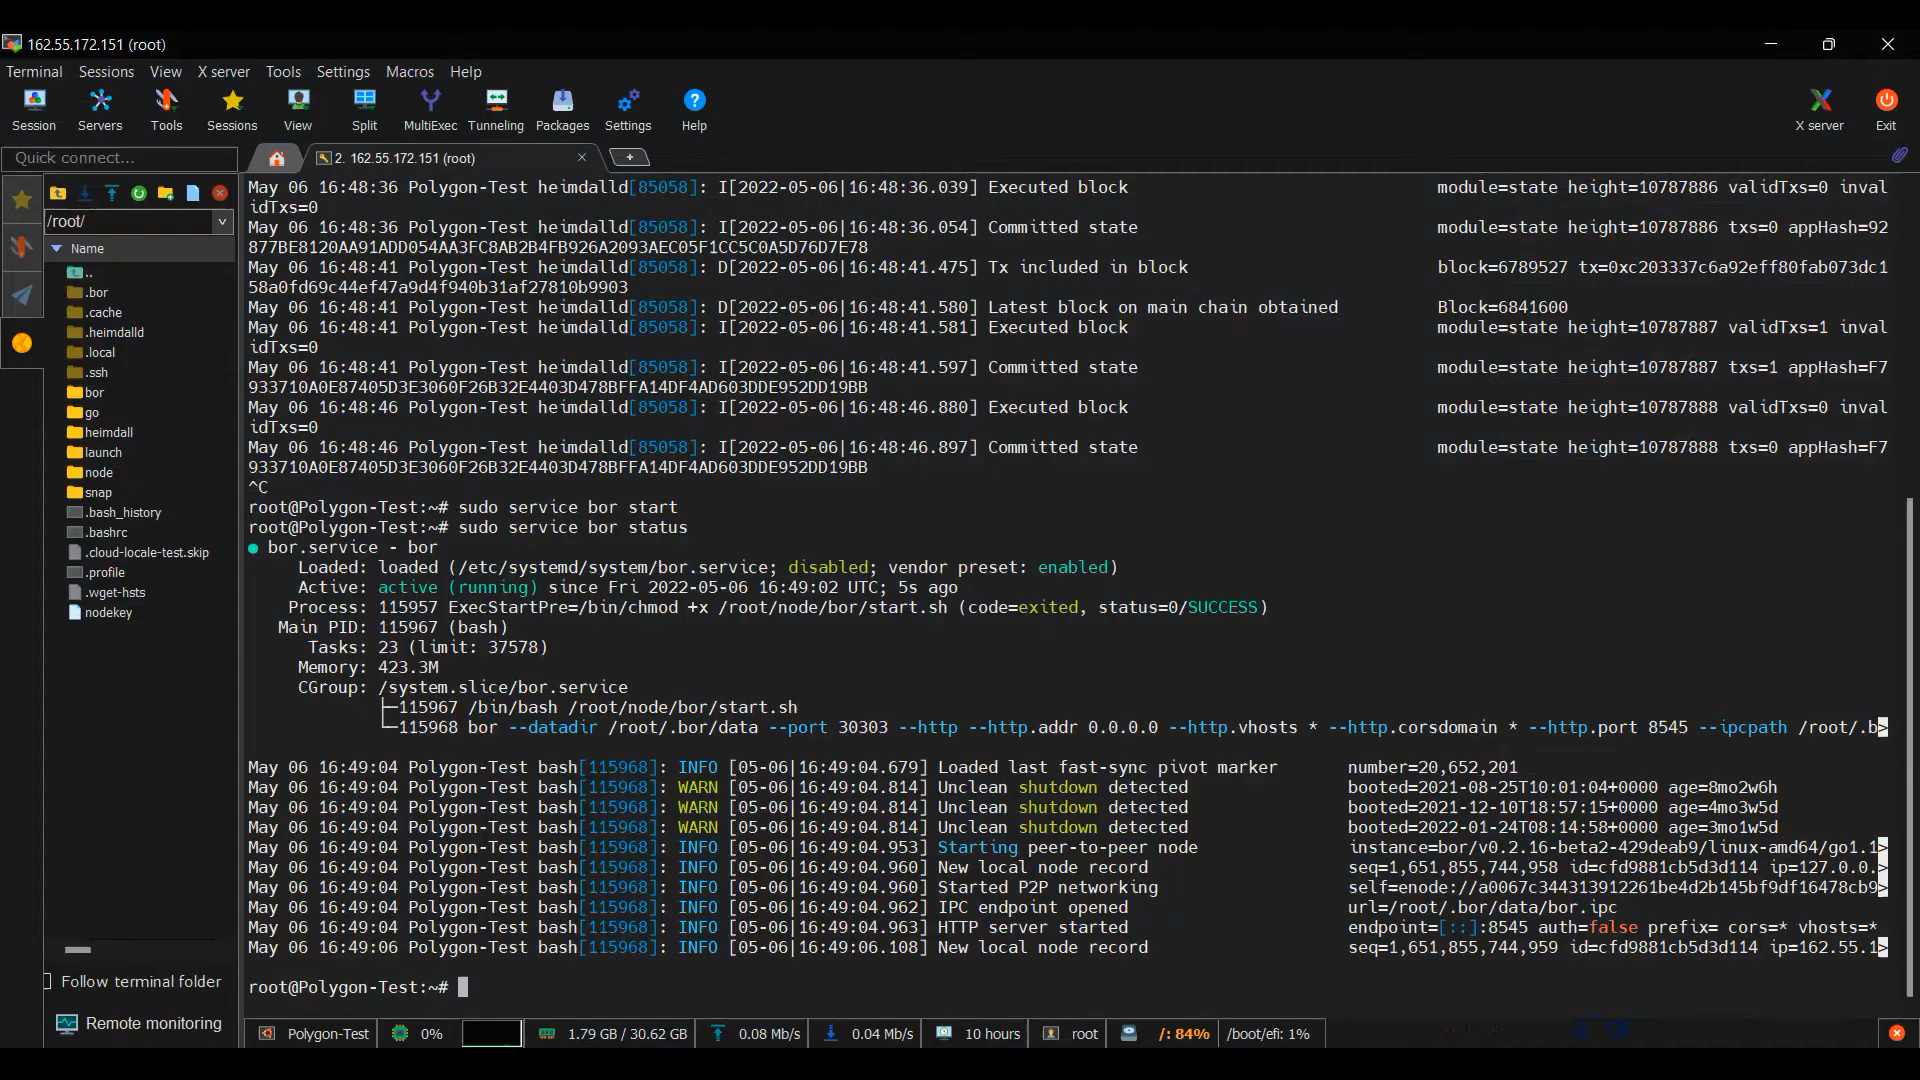 162.55.172.151 (root)
Terminal Sessions View X server Tools Settings Macros Help
Session Servers Tools Sessions View Split MultiExec Tunneling Packages Settings Help X server Exit
Quick connect...
2. 162.55.172.151 (root)
/root/
Name
..
.bor
.cache
.heimdalld
.local
.ssh
bor
go
heimdall
launch
node
snap
.bash_history
.bashrc
.cloud-locale-test.skip
.profile
.wget-hsts
nodekey
Follow terminal folder
Remote monitoring
May 06 16:48:36 Polygon-Test heimdalld[85058]: I[2022-05-06|16:48:36.039] Executed block module=state height=10787886 validTxs=0 inval
idTxs=0
May 06 16:48:36 Polygon-Test heimdalld[85058]: I[2022-05-06|16:48:36.054] Committed state module=state height=10787886 txs=0 appHash=92
877BE8120AA91ADD054AA3FC8AB2B4FB926A2093AEC05F1CC5C0A5D76D7E78
May 06 16:48:41 Polygon-Test heimdalld[85058]: D[2022-05-06|16:48:41.475] Tx included in block block=6789527 tx=0xc203337c6a92eff80fab073dc1
58a0fd69c44ef47a9d4f940b31af27810b9903
May 06 16:48:41 Polygon-Test heimdalld[85058]: D[2022-05-06|16:48:41.580] Latest block on main chain obtained Block=6841600
May 06 16:48:41 Polygon-Test heimdalld[85058]: I[2022-05-06|16:48:41.581] Executed block module=state height=10787887 validTxs=1 inval
idTxs=0
May 06 16:48:41 Polygon-Test heimdalld[85058]: I[2022-05-06|16:48:41.597] Committed state module=state height=10787887 txs=1 appHash=F7
933710A0E87405D3E3060F26B32E4403D478BFFA14DF4AD603DDE952DD19BB
May 06 16:48:46 Polygon-Test heimdalld[85058]: I[2022-05-06|16:48:46.880] Executed block module=state height=10787888 validTxs=0 inval
idTxs=0
May 06 16:48:46 Polygon-Test heimdalld[85058]: I[2022-05-06|16:48:46.897] Committed state module=state height=10787888 txs=0 appHash=F7
933710A0E87405D3E3060F26B32E4403D478BFFA14DF4AD603DDE952DD19BB
^C
root@Polygon-Test:~# sudo service bor start
root@Polygon-Test:~# sudo service bor status
● bor.service - bor
Loaded: loaded (/etc/systemd/system/bor.service; disabled; vendor preset: enabled)
Active: active (running) since Fri 2022-05-06 16:49:02 UTC; 5s ago
Process: 115957 ExecStartPre=/bin/chmod +x /root/node/bor/start.sh (code=exited, status=0/SUCCESS)
Main PID: 115967 (bash)
Tasks: 23 (limit: 37578)
Memory: 423.3M
CGroup: /system.slice/bor.service
├─115967 /bin/bash /root/node/bor/start.sh
└─115968 bor --datadir /root/.bor/data --port 30303 --http --http.addr 0.0.0.0 --http.vhosts * --http.corsdomain * --http.port 8545 --ipcpath /root/.b>
May 06 16:49:04 Polygon-Test bash[115968]: INFO [05-06|16:49:04.679] Loaded last fast-sync pivot marker number=20,652,201
May 06 16:49:04 Polygon-Test bash[115968]: WARN [05-06|16:49:04.814] Unclean shutdown detected booted=2021-08-25T10:01:04+0000 age=8mo2w6h
May 06 16:49:04 Polygon-Test bash[115968]: WARN [05-06|16:49:04.814] Unclean shutdown detected booted=2021-12-10T18:57:15+0000 age=4mo3w5d
May 06 16:49:04 Polygon-Test bash[115968]: WARN [05-06|16:49:04.814] Unclean shutdown detected booted=2022-01-24T08:14:58+0000 age=3mo1w5d
May 06 16:49:04 Polygon-Test bash[115968]: INFO [05-06|16:49:04.953] Starting peer-to-peer node instance=bor/v0.2.16-beta2-429deab9/linux-amd64/go1.1>
May 06 16:49:04 Polygon-Test bash[115968]: INFO [05-06|16:49:04.960] New local node record seq=1,651,855,744,958 id=cfd9881cb5d3d114 ip=127.0.0.>
May 06 16:49:04 Polygon-Test bash[115968]: INFO [05-06|16:49:04.960] Started P2P networking self=enode://a0067c344313912261be4d2b145bf9df16478cb9>
May 06 16:49:04 Polygon-Test bash[115968]: INFO [05-06|16:49:04.962] IPC endpoint opened url=/root/.bor/data/bor.ipc
May 06 16:49:04 Polygon-Test bash[115968]: INFO [05-06|16:49:04.963] HTTP server started endpoint=[::]:8545 auth=false prefix= cors=* vhosts=*
May 06 16:49:06 Polygon-Test bash[115968]: INFO [05-06|16:49:06.108] New local node record seq=1,651,855,744,959 id=cfd9881cb5d3d114 ip=162.55.1>
root@Polygon-Test:~#
Polygon-Test 0% 1.79 GB / 30.62 GB 0.08 Mb/s 0.04 Mb/s 10 hours root /: 84% /boot/efi: 1%